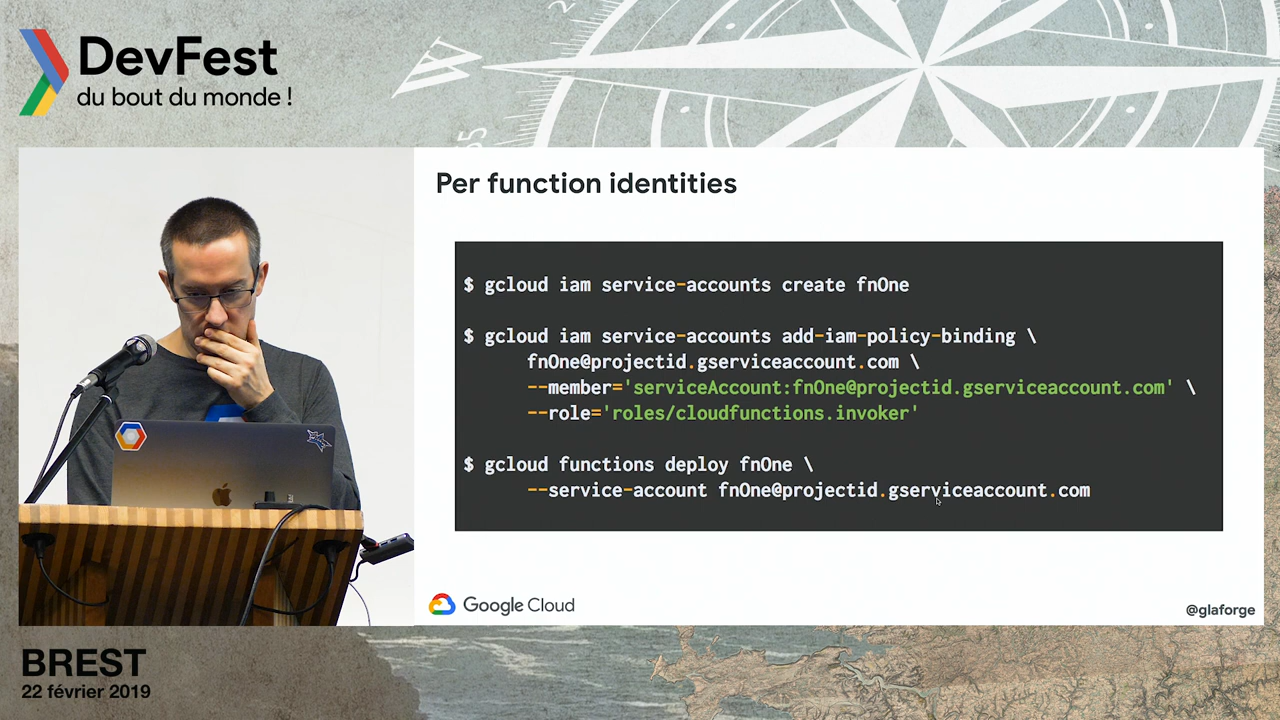 DevFest
du bout du monde !
W
Per function identities
$ gcloud iam service-accounts create fnOne
$ gcloud iam service-accounts add-iam-policy-binding \
fnOne@projectid.gserviceaccount.com \
--member='serviceAccount:fnOne@projectid.gserviceaccount.com' \
--role='roles/cloudfunctions.invoker'
$ gcloud functions deploy fnOne \
--service-account fnOne@projectid.gserviceaccount.com
Google Cloud
@glaforge
BREST
22 février 2019